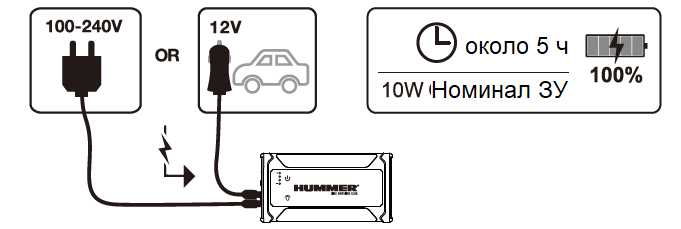 100-240V
OR
12V
около 5 ч
100%
10W
Номинал ЗУ
HUMMER